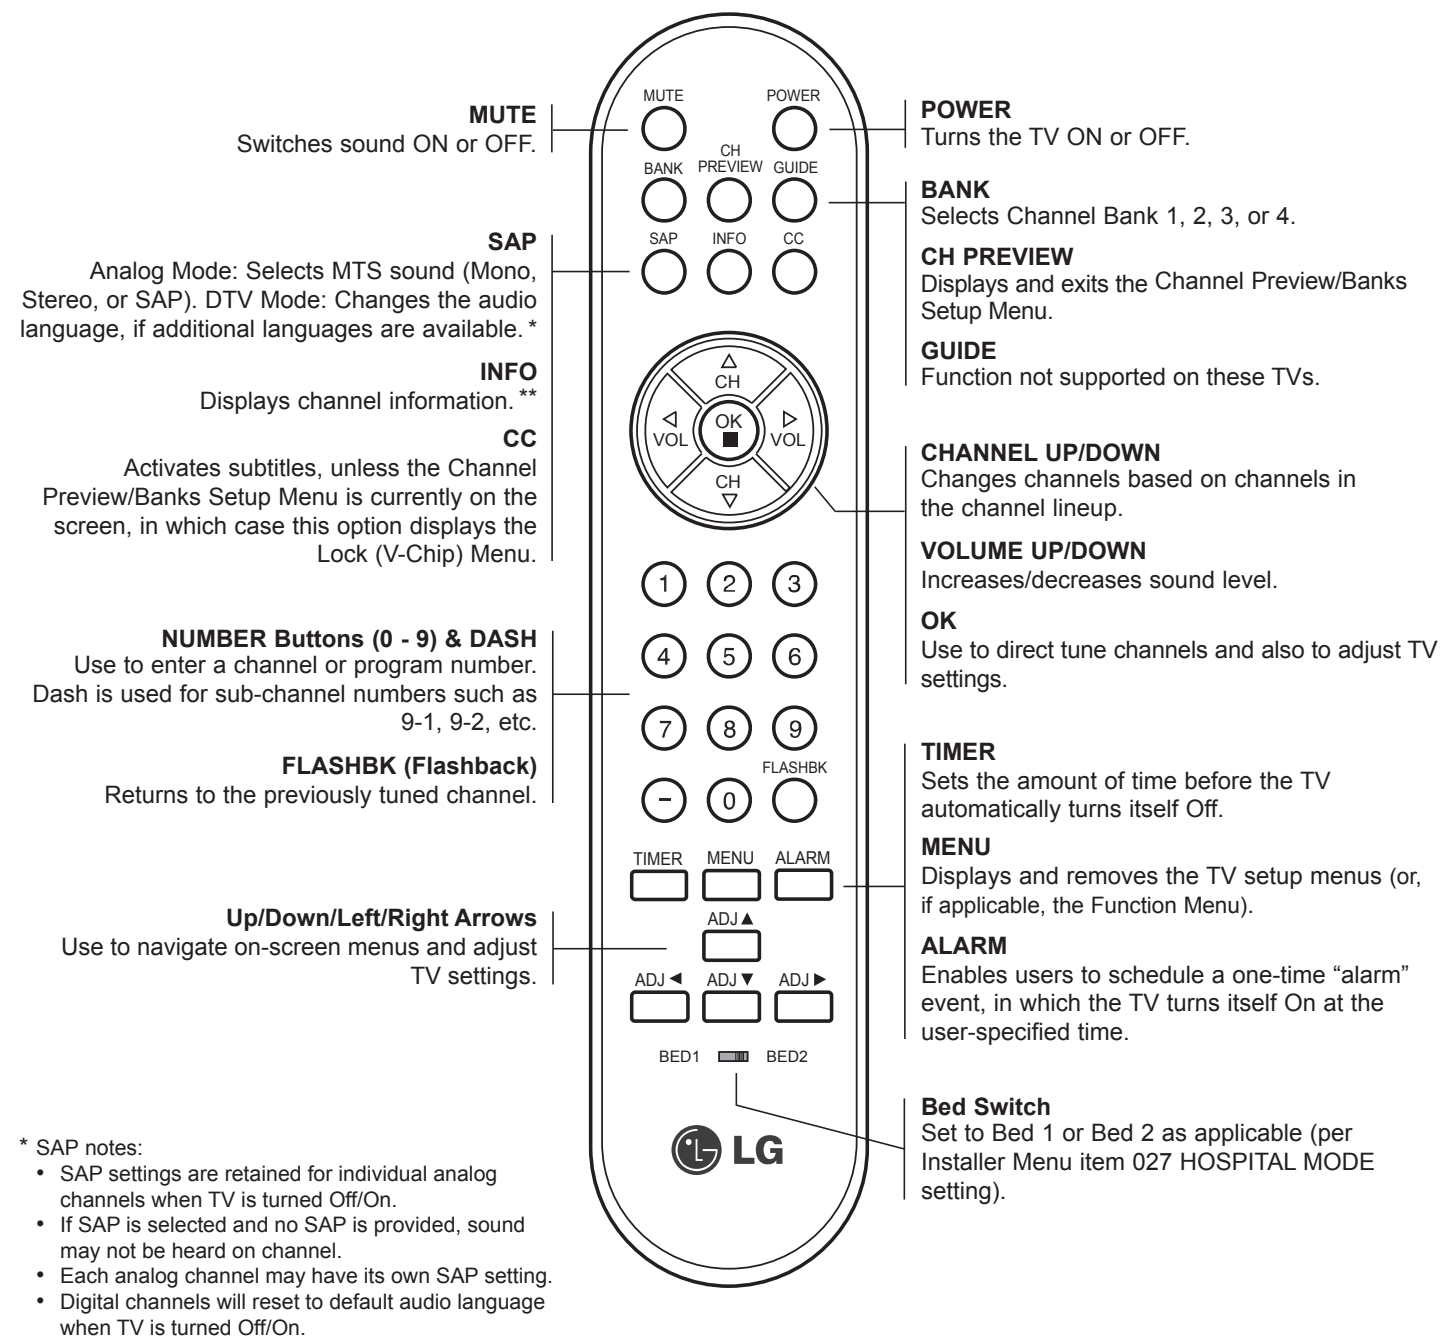 MUTE
Switches sound ON or OFF.
SAP
Analog Mode: Selects MTS sound (Mono,
Stereo, or SAP). DTV Mode: Changes the audio
language, if additional languages are available. *
INFO
Displays channel information. **
CC
Activates subtitles, unless the Channel
Preview/Banks Setup Menu is currently on the
screen, in which case this option displays the
Lock (V-Chip) Menu.
NUMBER Buttons (0 - 9) & DASH
Use to enter a channel or program number.
Dash is used for sub-channel numbers such as
9-1, 9-2, etc.
FLASHBK (Flashback)
Returns to the previously tuned channel.
Up/Down/Left/Right Arrows
Use to navigate on-screen menus and adjust
TV settings.
* SAP notes:
• SAP settings are retained for individual analog
channels when TV is turned Off/On.
• If SAP is selected and no SAP is provided, sound
may not be heard on channel.
• Each analog channel may have its own SAP setting.
• Digital channels will reset to default audio language
when TV is turned Off/On.
MUTE POWER
CH
BANK PREVIEW GUIDE
SAP INFO CC
△
CH
◁ OK ▷
VOL ■ VOL
CH
▽
1 2 3
4 5 6
7 8 9
FLASHBK
- 0
TIMER MENU ALARM
ADJ ▲
ADJ ◀ ADJ ▼ ADJ ▶
BED1 BED2
LG
POWER
Turns the TV ON or OFF.
BANK
Selects Channel Bank 1, 2, 3, or 4.
CH PREVIEW
Displays and exits the Channel Preview/Banks
Setup Menu.
GUIDE
Function not supported on these TVs.
CHANNEL UP/DOWN
Changes channels based on channels in
the channel lineup.
VOLUME UP/DOWN
Increases/decreases sound level.
OK
Use to direct tune channels and also to adjust TV
settings.
TIMER
Sets the amount of time before the TV
automatically turns itself Off.
MENU
Displays and removes the TV setup menus (or,
if applicable, the Function Menu).
ALARM
Enables users to schedule a one-time “alarm”
event, in which the TV turns itself On at the
user-specified time.
Bed Switch
Set to Bed 1 or Bed 2 as applicable (per
Installer Menu item 027 HOSPITAL MODE
setting).